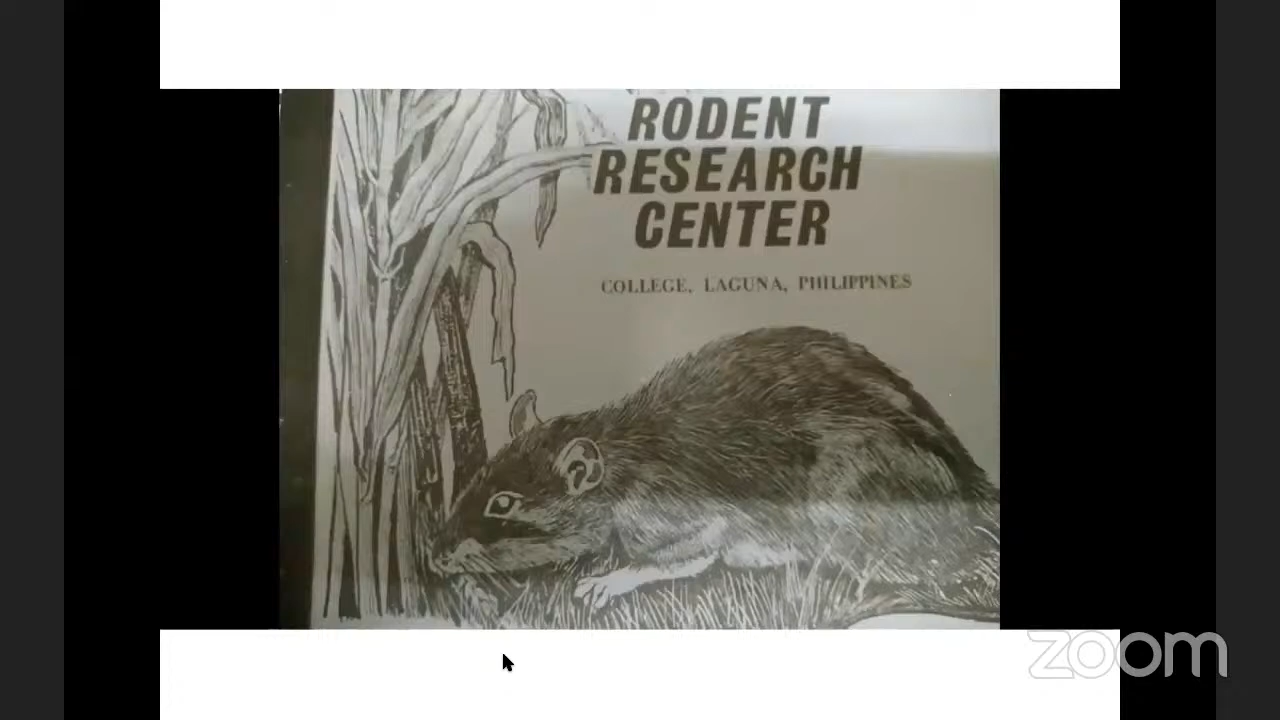 RODENT
RESEARCH
CENTER
COLLEGE, LAGUNA, PHILIPPINES
zoom